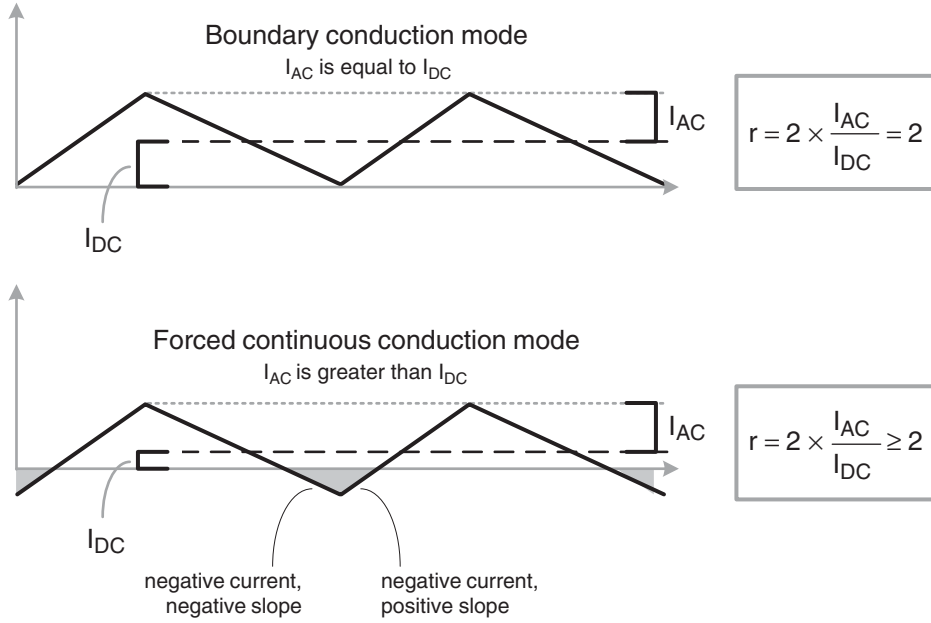 Boundary conduction mode
I_AC is equal to I_DC
I_AC
r = 2 × I_AC / I_DC = 2
I_DC
Forced continuous conduction mode
I_AC is greater than I_DC
I_AC
r = 2 × I_AC / I_DC ≥ 2
I_DC
negative current,
negative slope
negative current,
positive slope